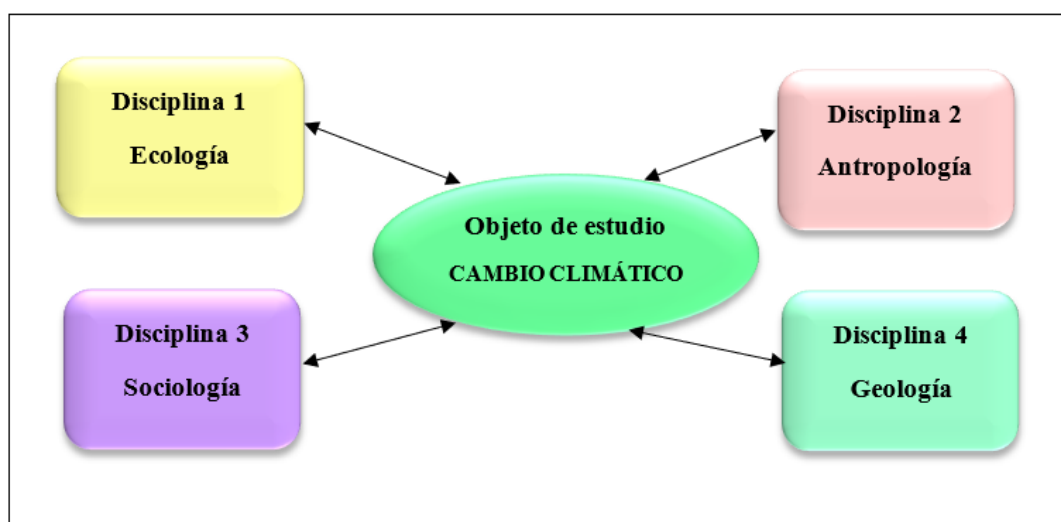 Disciplina 1
Ecología
Disciplina 2
Antropología
Objeto de estudio
CAMBIO CLIMÁTICO
Disciplina 3
Sociología
Disciplina 4
Geología